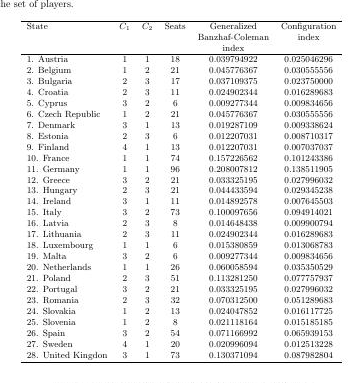 he set of players.
State C1 C2 Seats Generalized Configuration
Banzhaf-Coleman index
index
1. Austria 1 1 18 0.039794922 0.025046296
2. Belgium 1 2 21 0.045776367 0.030555556
3. Bulgaria 2 3 17 0.037109375 0.023750000
4. Croatia 2 3 11 0.024902344 0.016289683
5. Cyprus 3 2 6 0.009277344 0.009834656
6. Czech Republic 1 2 21 0.045776367 0.030555556
7. Denmark 3 1 13 0.019287109 0.009338624
8. Estonia 2 3 6 0.012207031 0.008710317
9. Finland 4 1 13 0.012207031 0.007037037
10. France 1 1 74 0.157226562 0.101243386
11. Germany 1 1 96 0.208007812 0.138511905
12. Greece 3 2 21 0.033325195 0.027996032
13. Hungary 2 3 21 0.044433594 0.029345238
14. Ireland 3 1 11 0.014892578 0.007645503
15. Italy 3 2 73 0.100097656 0.094914021
16. Latvia 2 3 8 0.014648438 0.009900794
17. Lithuania 2 3 11 0.024902344 0.016289683
18. Luxembourg 1 1 6 0.015380859 0.013068783
19. Malta 3 2 6 0.009277344 0.009834656
20. Netherlands 1 1 26 0.060058594 0.035350529
21. Poland 2 3 51 0.113281250 0.077757937
22. Portugal 3 2 21 0.033325195 0.027996032
23. Romania 2 3 32 0.070312500 0.051289683
24. Slovakia 1 2 13 0.024047852 0.016117725
25. Slovenia 1 2 8 0.021118164 0.015185185
26. Spain 3 2 54 0.071166992 0.065939153
27. Sweden 4 1 20 0.020996094 0.012513228
28. United Kingdon 3 1 73 0.130371094 0.087982804